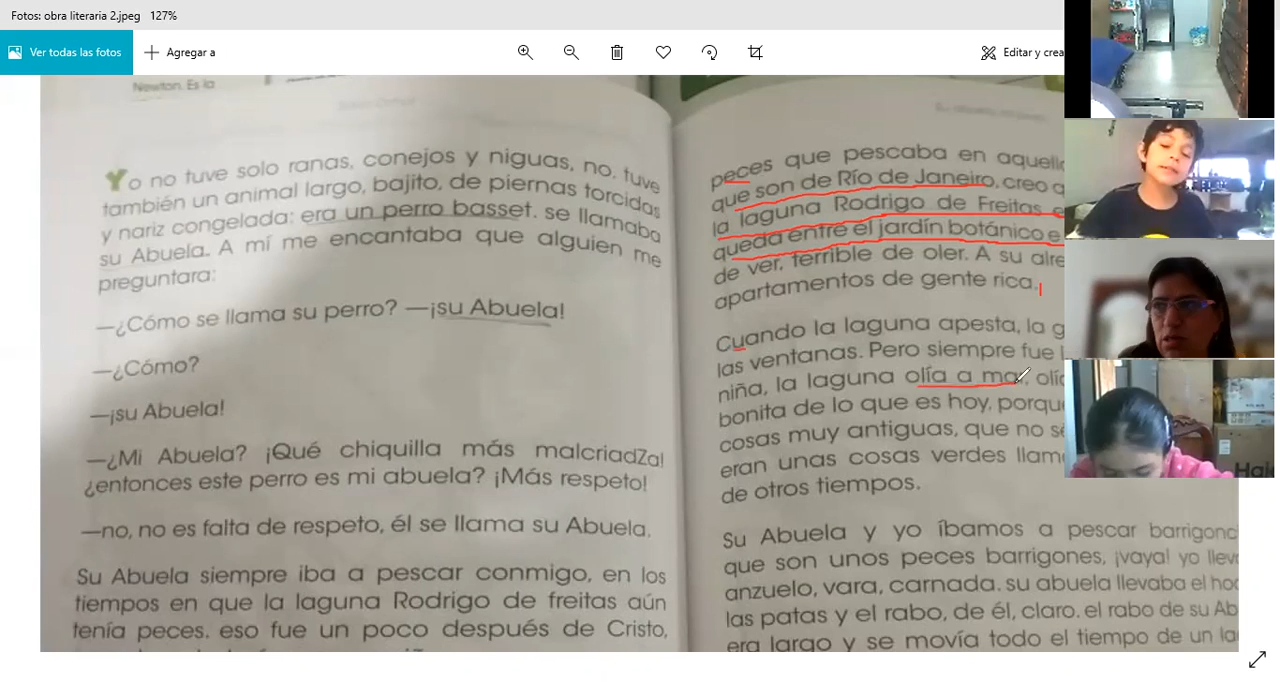 Fotos: obra literaria 2.jpeg 127%
Ver todas las fotos
Agregar a
Editar y crea
Newton. Es la
Yo no tuve solo ranas, conejos y niguas, no, tuve
también un animal largo, bajito, de piernas torcidas
y nariz congelada: era un perro basset. se llamaba
su Abuela. A mí me encantaba que alguien me
preguntara:
—¿Cómo se llama su perro? —¡su Abuela!
—¿Cómo?
—¡su Abuela!
—¿Mi Abuela? ¡Qué chiquilla más malcriadZa!
¿entonces este perro es mi abuela? ¡Más respeto!
—no, no es falta de respeto, él se llama su Abuela.
Su Abuela siempre iba a pescar conmigo, en los
tiempos en que la laguna Rodrigo de freitas aún
tenía peces. eso fue un poco después de Cristo,
peces que pescaba en aquell
que son de Río de Janeiro, creo q
la laguna Rodrigo de Freitas e
queda entre el jardín botánico e
de ver, terrible de oler. A su alre
apartamentos de gente rica.
Cuando la laguna apesta, la g
las ventanas. Pero siempre fue
niña, la laguna olía a ma, olí
bonita de lo que es hoy, porqu
cosas muy antiguas, que no s
eran unas cosas verdes llam
de otros tiempos.
Su Abuela y yo íbamos a pescar barrigon
que son unos peces barrigones, ¡vaya! yo llev
anzuelo, vara, carnada. su abuela llevaba el ho
las patas y el rabo, de él, claro. el rabo de su Ab
era largo y se movía todo el tiempo de un la
Haie